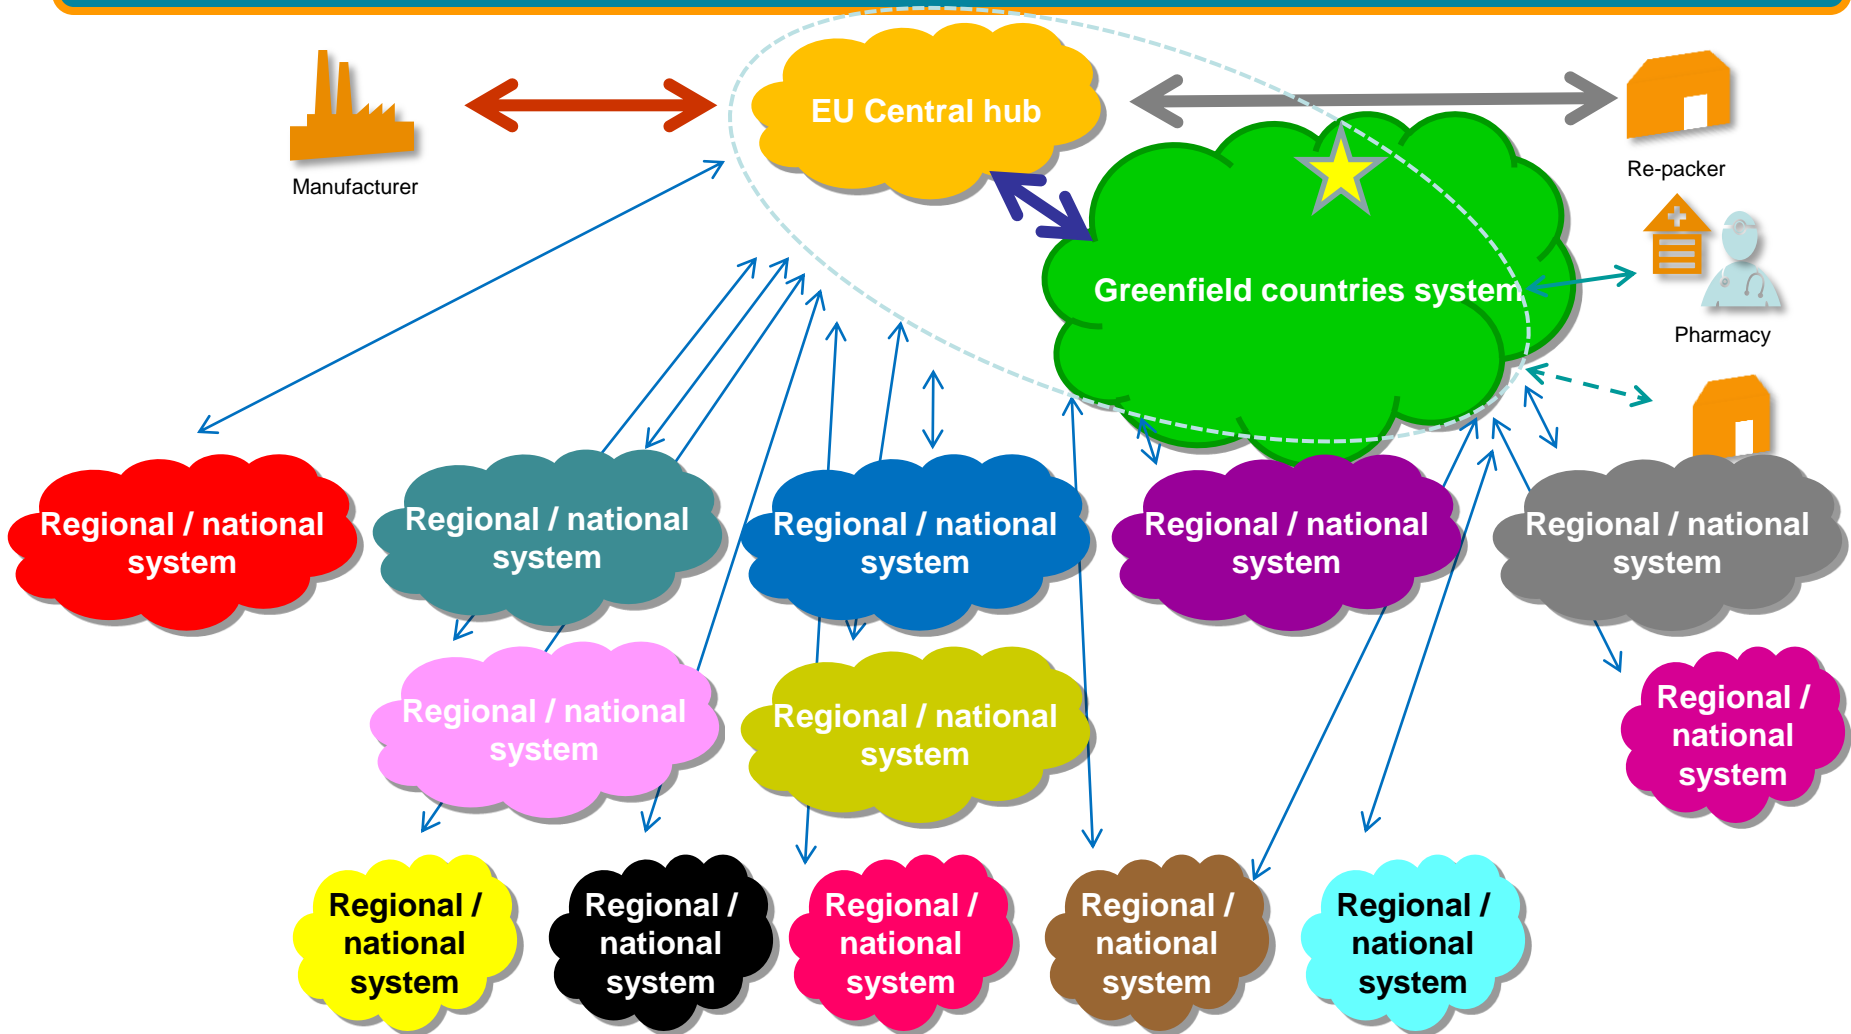 EU Central hub
Manufacturer
Re-packer
Greenfield countries system
Pharmacy
Regional / national
system
Regional / national
system
Regional / national
system
Regional / national
system
Regional / national
system
Regional / national
system
Regional / national
system
Regional /
national
system
Regional /
national
system
Regional /
national
system
Regional /
national
system
Regional /
national
system
Regional /
national
system